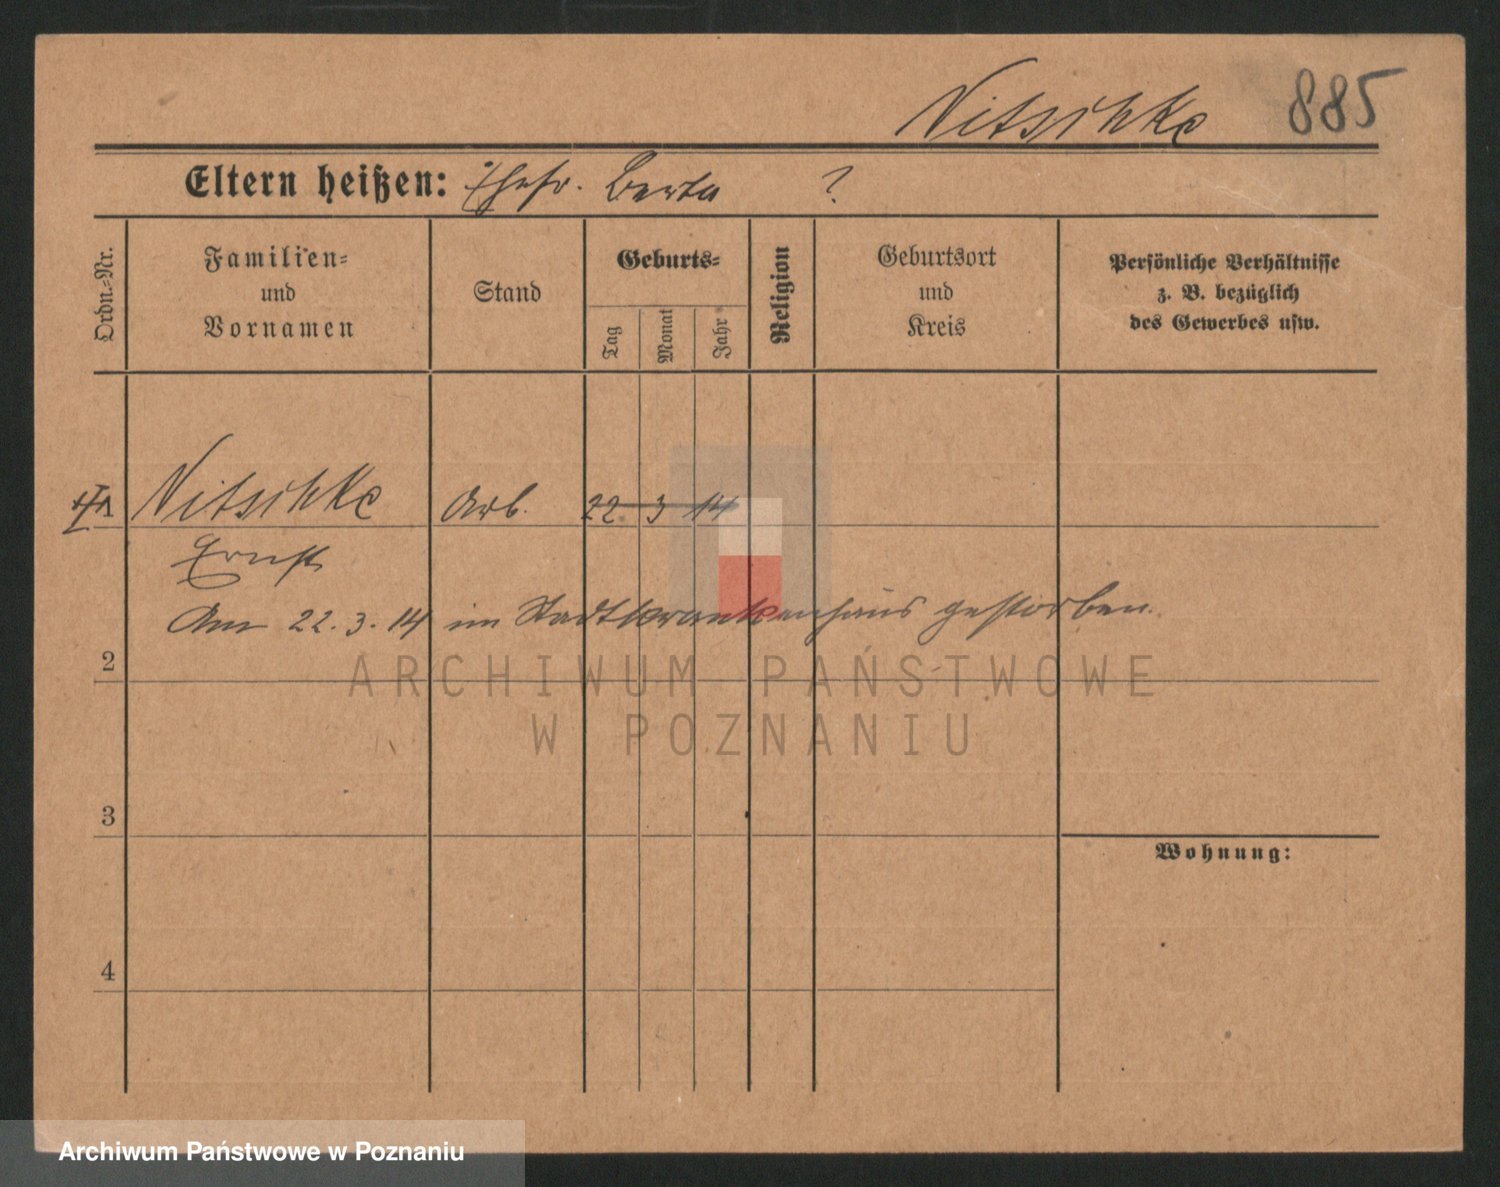 Nitschke 885
Eltern heißen: Ehefr. Berta ?
Ordn.-Nr.
Familien-
und
Vornamen
Stand
Geburts-
Tag
Monat
Jahr
Religion
Geburtsort
und
Kreis
Persönliche Verhältnisse
z. B. bezüglich
des Gewerbes usw.
1 Nitschke Arb. 22 3 14
Ernst
Am 22.3.14 im Stadtkrankenhaus gestorben.
2
ARCHIWUM PAŃSTWOWE
W POZNANIU
3
Wohnung:
4
Archiwum Państwowe w Poznaniu